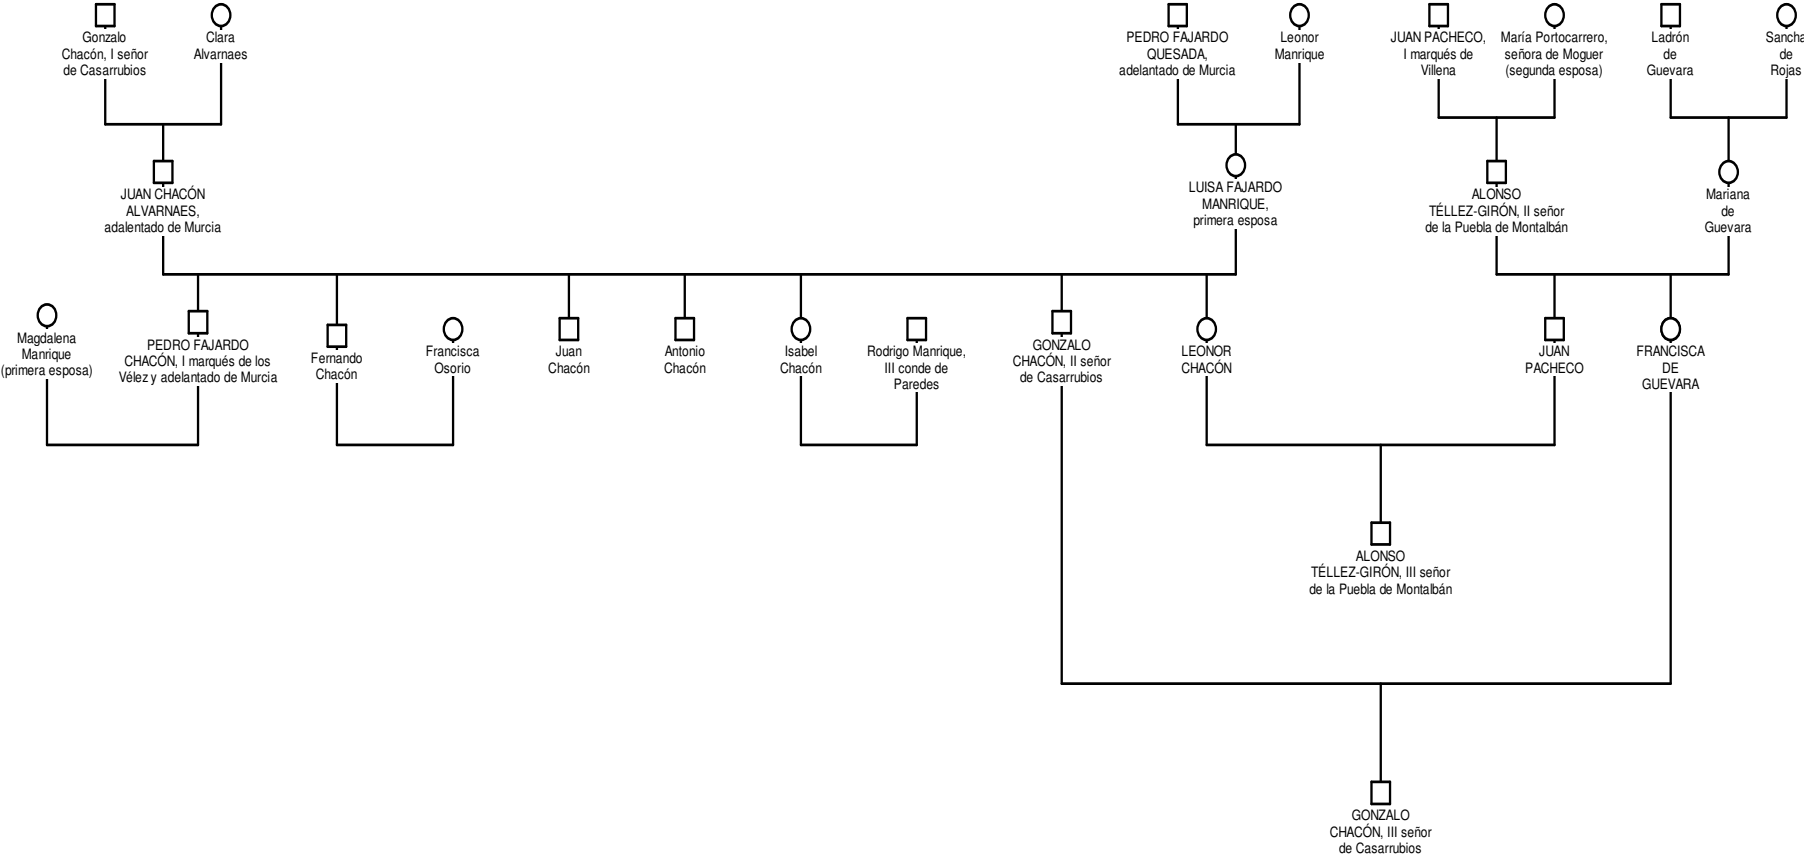 Gonzalo
Chacón, I señor
de Casarrubios
Clara
Alvarnaes
PEDRO FAJARDO
QUESADA,
adelantado de Murcia
Leonor
Manrique
JUAN PACHECO,
I marqués de
Villena
María Portocarrero,
señora de Moguer
(segunda esposa)
Ladrón
de
Guevara
Sancha
de
Rojas
JUAN CHACÓN
ALVARNAES,
adalentado de Murcia
LUISA FAJARDO
MANRIQUE,
primera esposa
ALONSO
TÉLLEZ-GIRÓN, II señor
de la Puebla de Montalbán
Mariana
de
Guevara
Magdalena
Manrique
(primera esposa)
PEDRO FAJARDO
CHACÓN, I marqués de los
Vélez y adelantado de Murcia
Fernando
Chacón
Francisca
Osorio
Juan
Chacón
Antonio
Chacón
Isabel
Chacón
Rodrigo Manrique,
III conde de
Paredes
GONZALO
CHACÓN, II señor
de Casarrubios
LEONOR
CHACÓN
JUAN
PACHECO
FRANCISCA
DE
GUEVARA
ALONSO
TÉLLEZ-GIRÓN, III señor
de la Puebla de Montalbán
GONZALO
CHACÓN, III señor
de Casarrubios